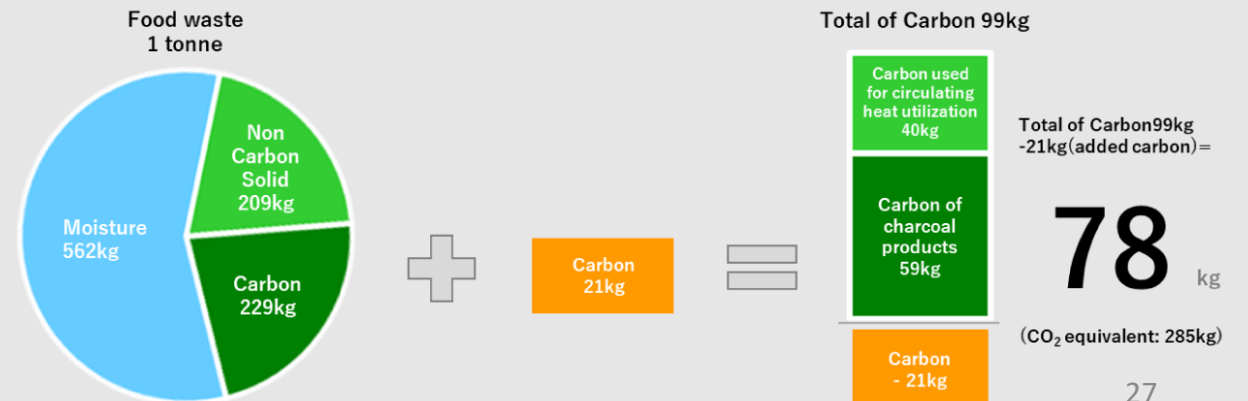 Food waste
1 tonne
Moisture
562kg
Non
Carbon
Solid
209kg
Carbon
229kg
Carbon
21kg
Total of Carbon 99kg
Carbon used
for circulating
heat utilization
40kg
Carbon of
charcoal
products
59kg
Carbon
- 21kg
Total of Carbon99kg
-21kg(added carbon)=
78 kg
(CO₂ equivalent: 285kg)
27